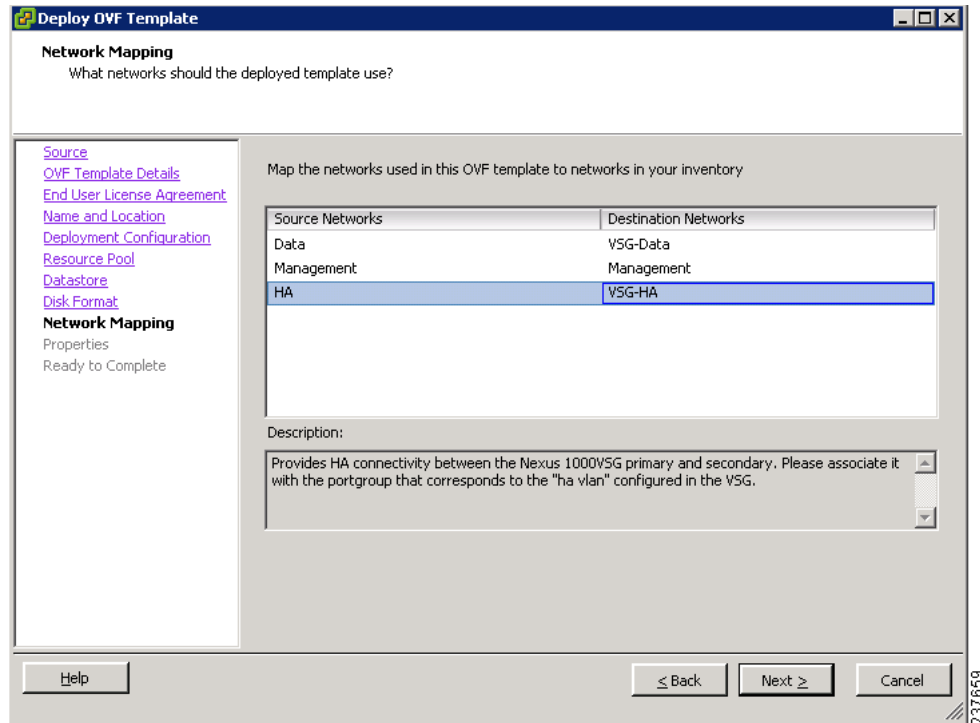 Deploy OVF Template
Network Mapping
What networks should the deployed template use?
Source
OVF Template Details
End User License Agreement
Name and Location
Deployment Configuration
Resource Pool
Datastore
Disk Format
Network Mapping
Properties
Ready to Complete
Map the networks used in this OVF template to networks in your inventory
Source Networks Destination Networks
Data VSG-Data
Management Management
HA VSG-HA
Description:
Provides HA connectivity between the Nexus 1000VSG primary and secondary. Please associate it
with the portgroup that corresponds to the "ha vlan" configured in the VSG.
Help
< Back
Next >
Cancel
237659